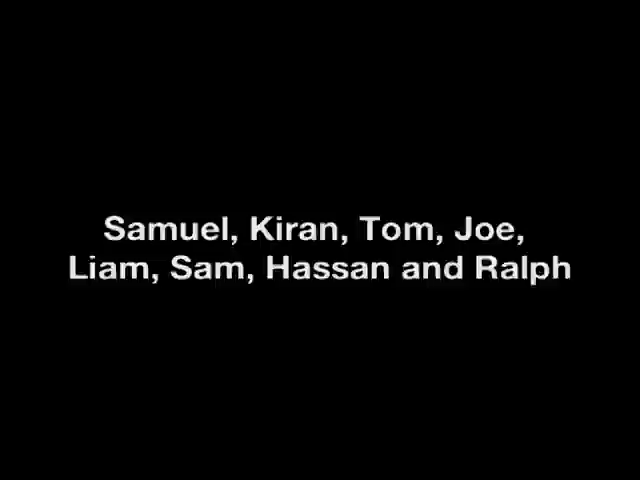 Samuel, Kiran, Tom, Joe,
Liam, Sam, Hassan and Ralph